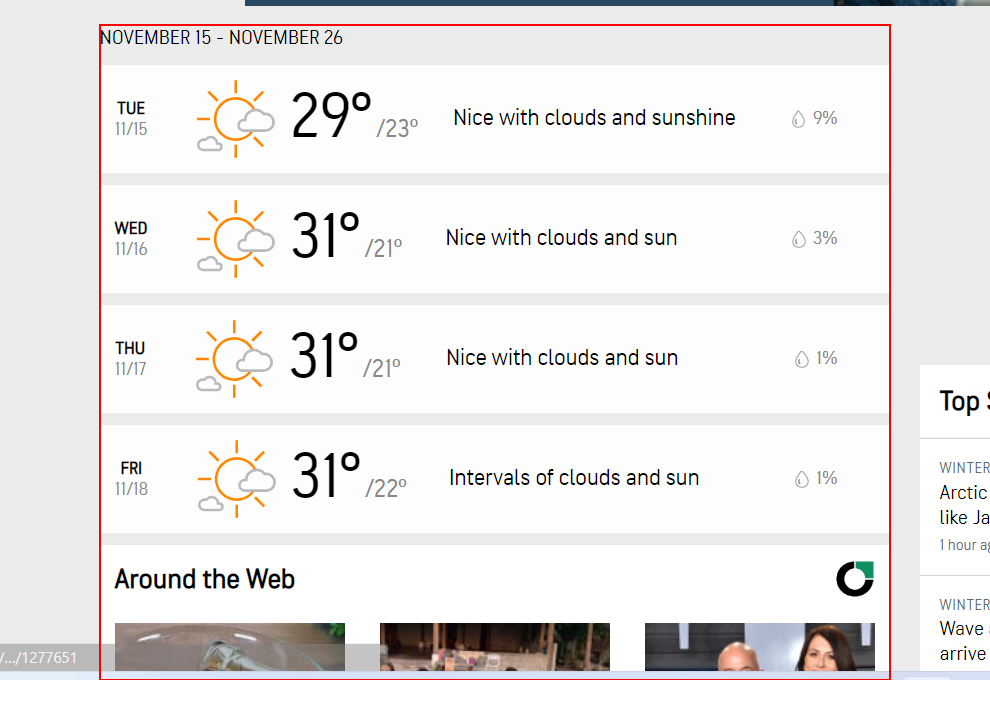 NOVEMBER 15 - NOVEMBER 26
TUE
11/15
29° /23°
Nice with clouds and sunshine
9%
WED
11/16
31° /21°
Nice with clouds and sun
3%
THU
11/17
31° /21°
Nice with clouds and sun
1%
FRI
11/18
31° /22°
Intervals of clouds and sun
1%
Around the Web
/.../1277651
Top
WINTER
Arctic
like Ja
1 hour ag
WINTER
Wave
arrive